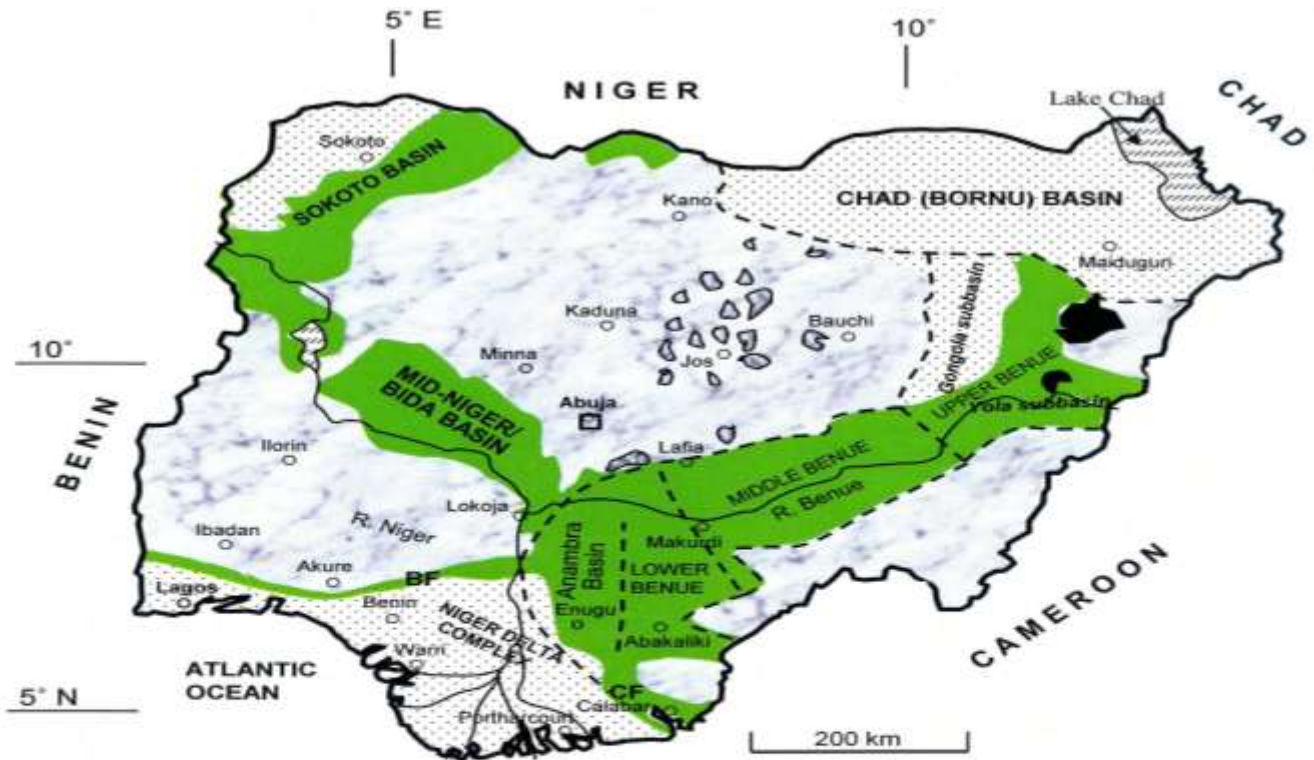 5° E
10°
NIGER
CHAD
Lake Chad
Sokoto
SOKOTO BASIN
Kano
CHAD (BORNU) BASIN
Maiduguri
Kaduna
Bauchi
Jos
Gongola subbasin
10°
Minna
MID-NIGER/
BIDA BASIN
Abuja
UPPER BENUE
Yola subbasin
BENIN
Ilorin
Lafia
MIDDLE BENUE
R. Benue
Lokoja
R. Niger
Ibadan
Makurdi
Anambra
Basin
LOWER
BENUE
Akure
BF
Lagos
Benin
Enugu
Abakaliki
NIGER DELTA
COMPLEX
Warri
CAMEROON
ATLANTIC
OCEAN
CF
Calabar
5° N
Portharcourt
200 km